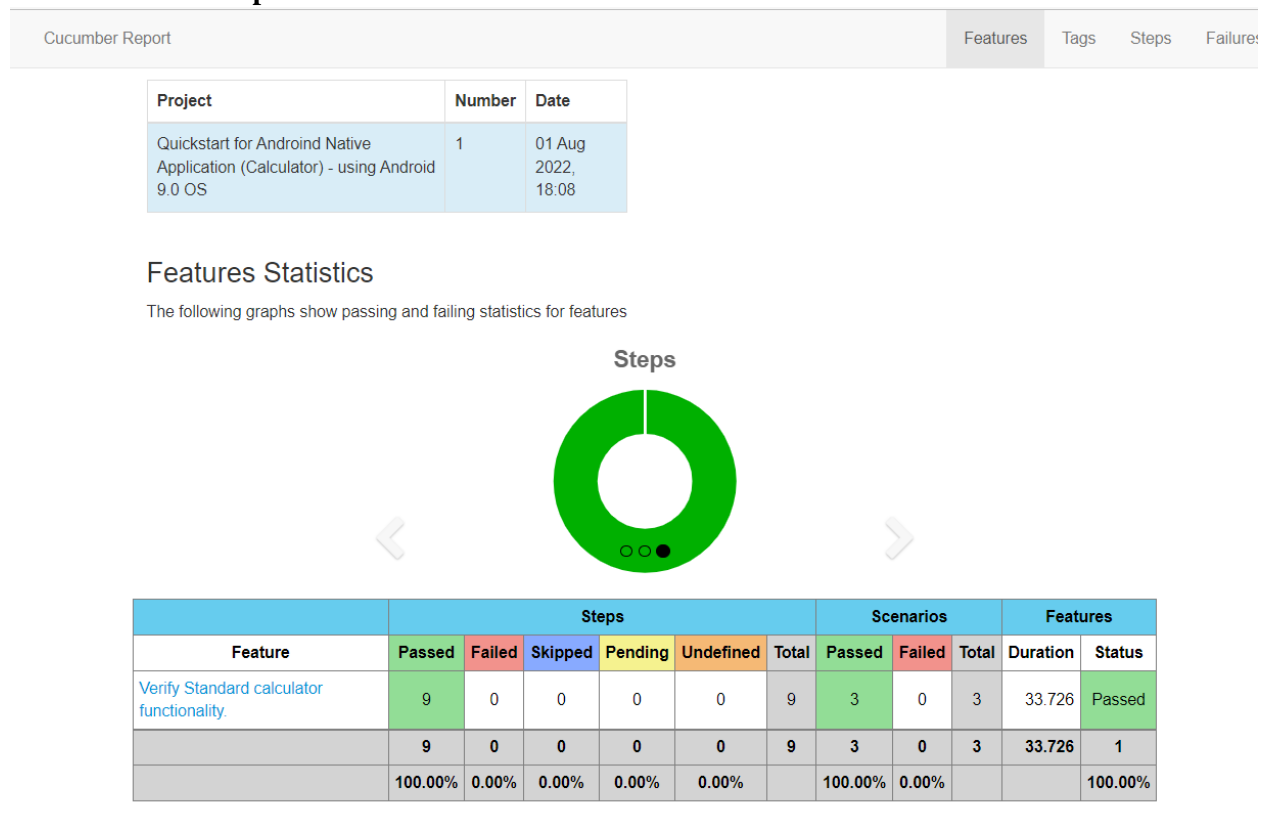 Cucumber Report Features Tags Steps Failures
Project Number Date
Quickstart for Androind Native 1 01 Aug
Application (Calculator) - using Android 2022,
9.0 OS 18:08
Features Statistics
The following graphs show passing and failing statistics for features
Steps
Steps Scenarios Features
Feature Passed Failed Skipped Pending Undefined Total Passed Failed Total Duration Status
Verify Standard calculator
functionality. 9 0 0 0 0 9 3 0 3 33.726 Passed
9 0 0 0 0 9 3 0 3 33.726 1
100.00% 0.00% 0.00% 0.00% 0.00% 100.00% 0.00% 100.00%